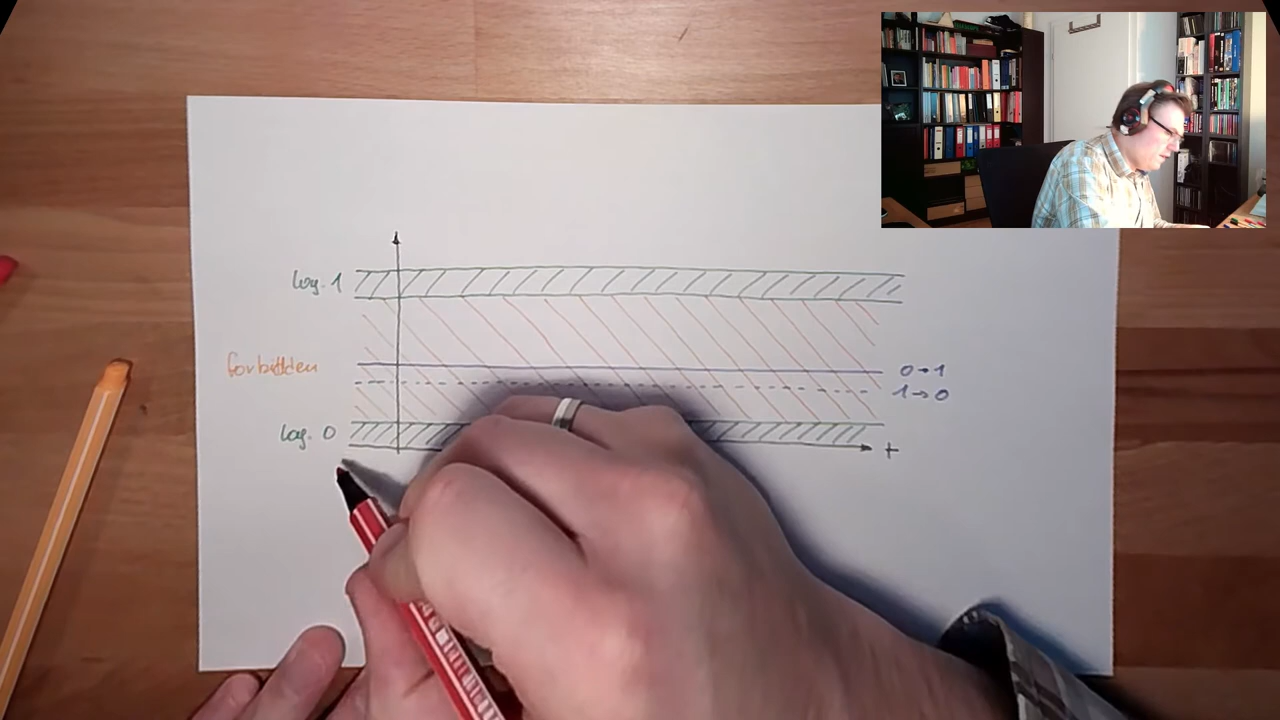 log. 1
forbidden
0→1
1→0
log. 0
t